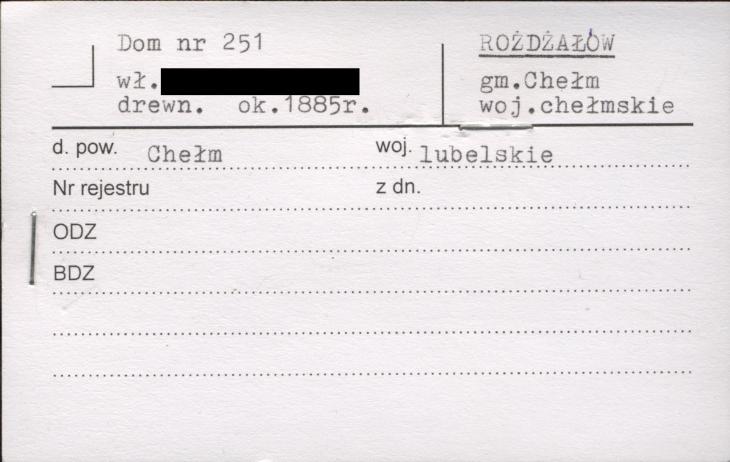 Dom nr 251
wł.
drewn. ok.1885r.
ROŻDŻAŁÓW
gm.Chełm
woj.chełmskie
d. pow. Chełm woj. lubelskie
Nr rejestru z dn.
ODZ
BDZ